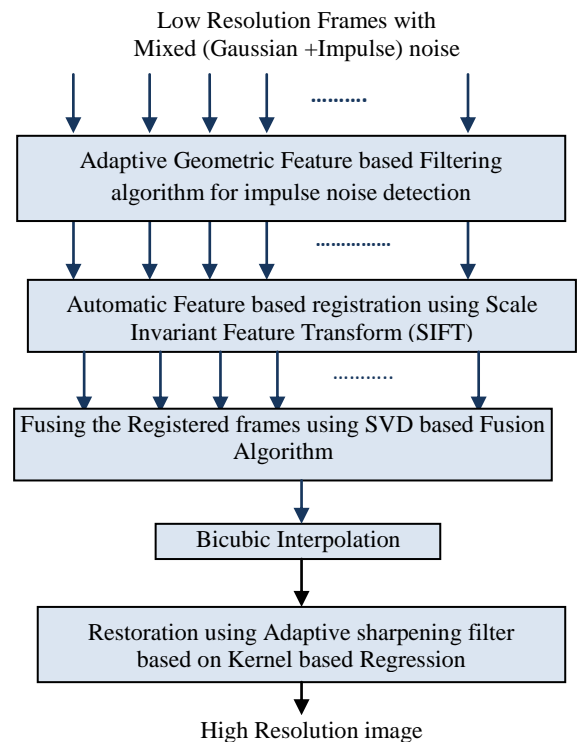 Low Resolution Frames with
Mixed (Gaussian +Impulse) noise
……….
Adaptive Geometric Feature based Filtering
algorithm for impulse noise detection
……………
Automatic Feature based registration using Scale
Invariant Feature Transform (SIFT)
………..
Fusing the Registered frames using SVD based Fusion
Algorithm
Bicubic Interpolation
Restoration using Adaptive sharpening filter
based on Kernel based Regression
High Resolution image